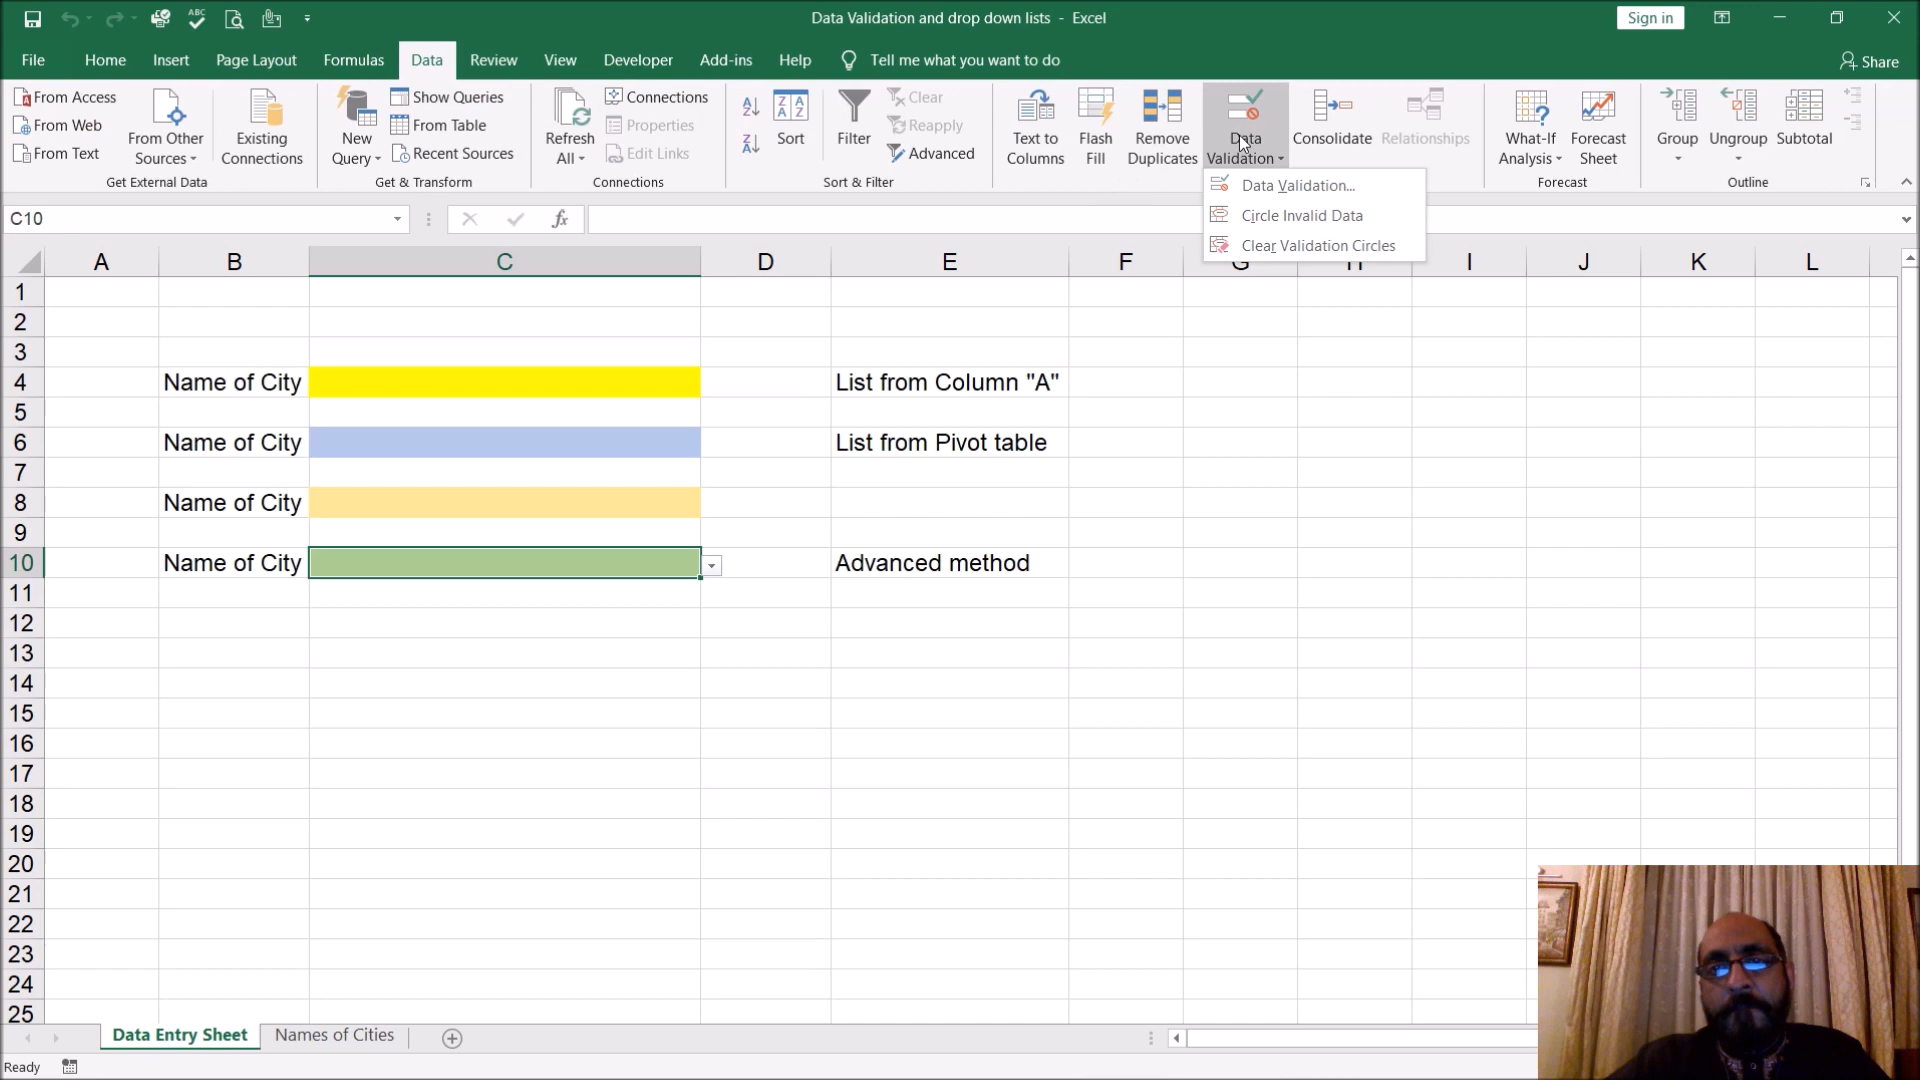 Data Validation and drop down lists - Excel
Sign in
File Home Insert Page Layout Formulas Data Review View Developer Add-ins Help Tell me what you want to do Share
From Access
From Web
From Text
From Other Sources
Existing Connections
Get External Data
New Query
Show Queries
From Table
Recent Sources
Get & Transform
Refresh All
Connections
Properties
Edit Links
Connections
Sort
Filter
Clear
Reapply
Advanced
Sort & Filter
Text to Columns
Flash Fill
Remove Duplicates
Data Validation
Consolidate
Relationships
What-If Analysis
Forecast Sheet
Forecast
Group
Ungroup
Subtotal
Outline
Data Validation...
Circle Invalid Data
Clear Validation Circles
C10
fx
A B C D E F G H I J K L
1
2
3
4 Name of City List from Column "A"
5
6 Name of City List from Pivot table
7
8 Name of City
9
10 Name of City Advanced method
11
12
13
14
15
16
17
18
19
20
21
22
23
24
25
Data Entry Sheet Names of Cities
Ready